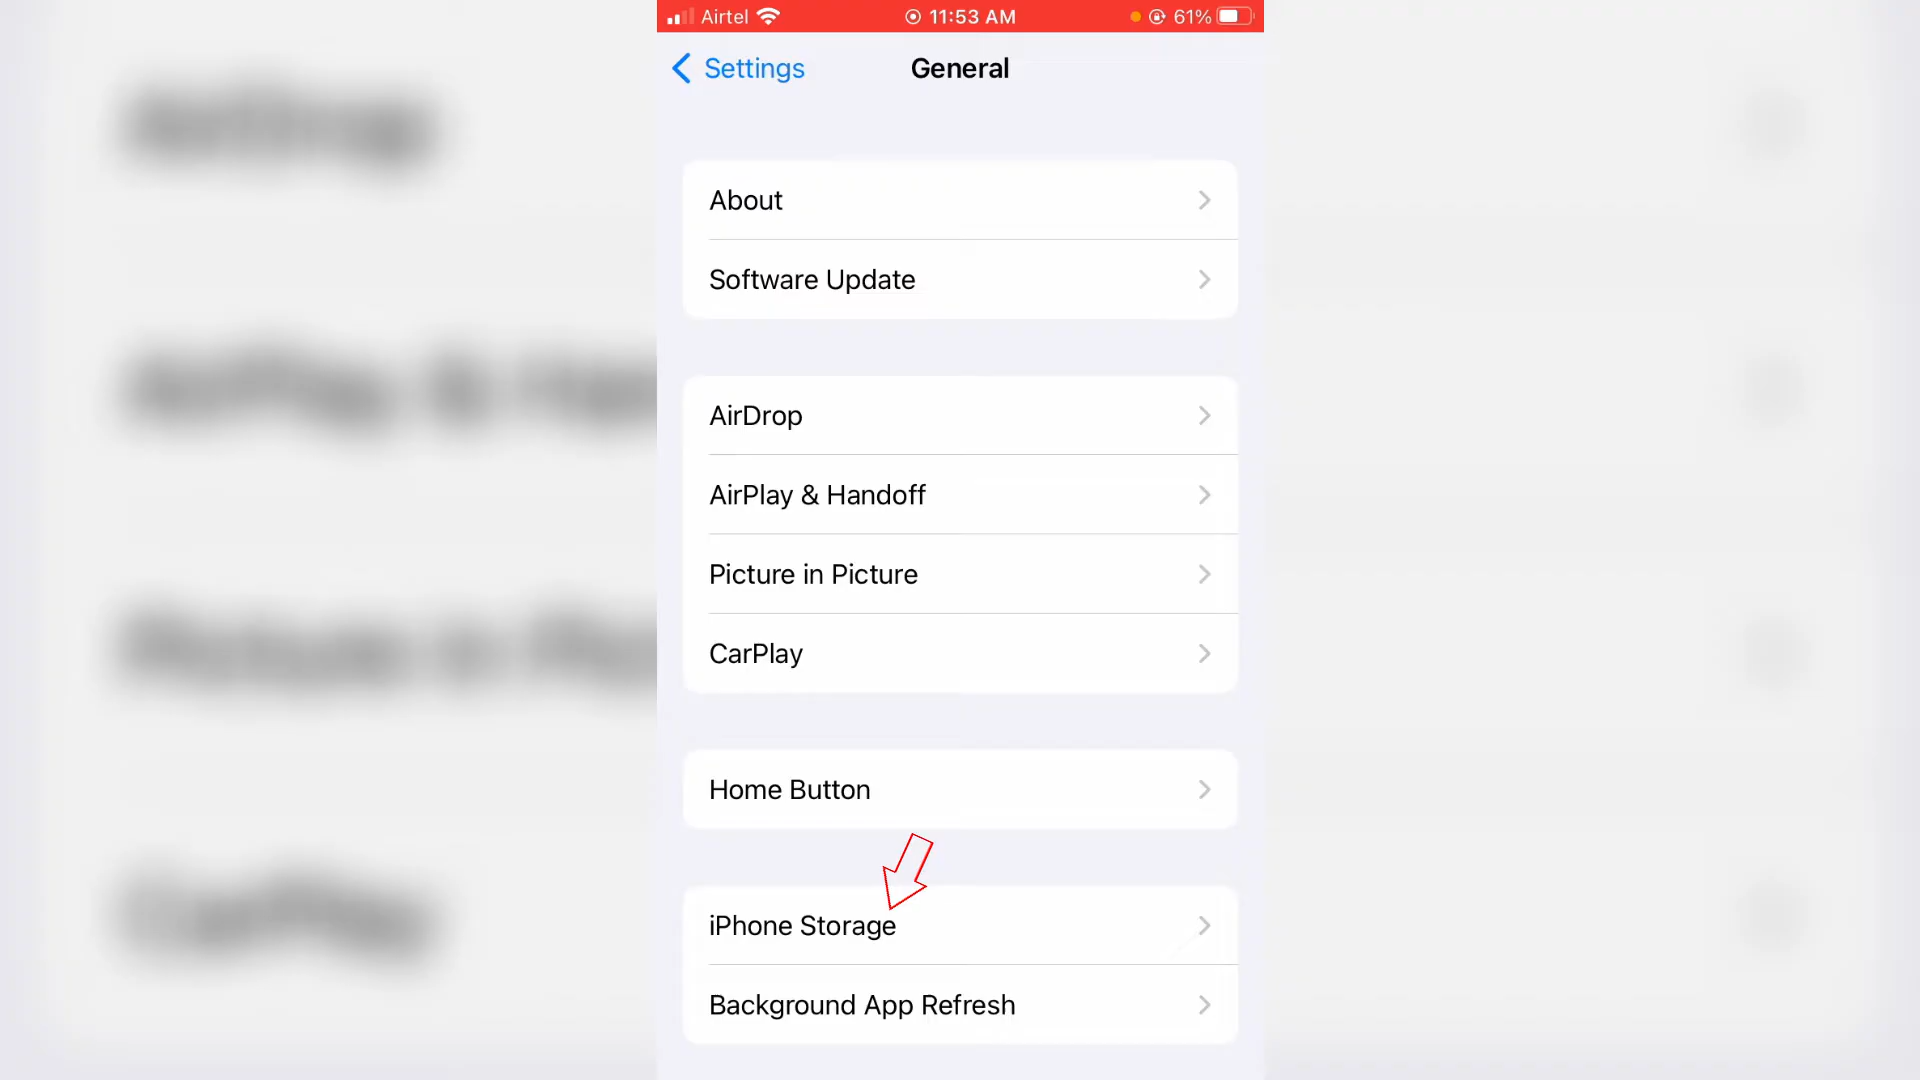 Airtel 11:53 AM 61%
Settings General
About
Software Update
AirDrop
AirPlay & Handoff
Picture in Picture
CarPlay
Home Button
iPhone Storage
Background App Refresh